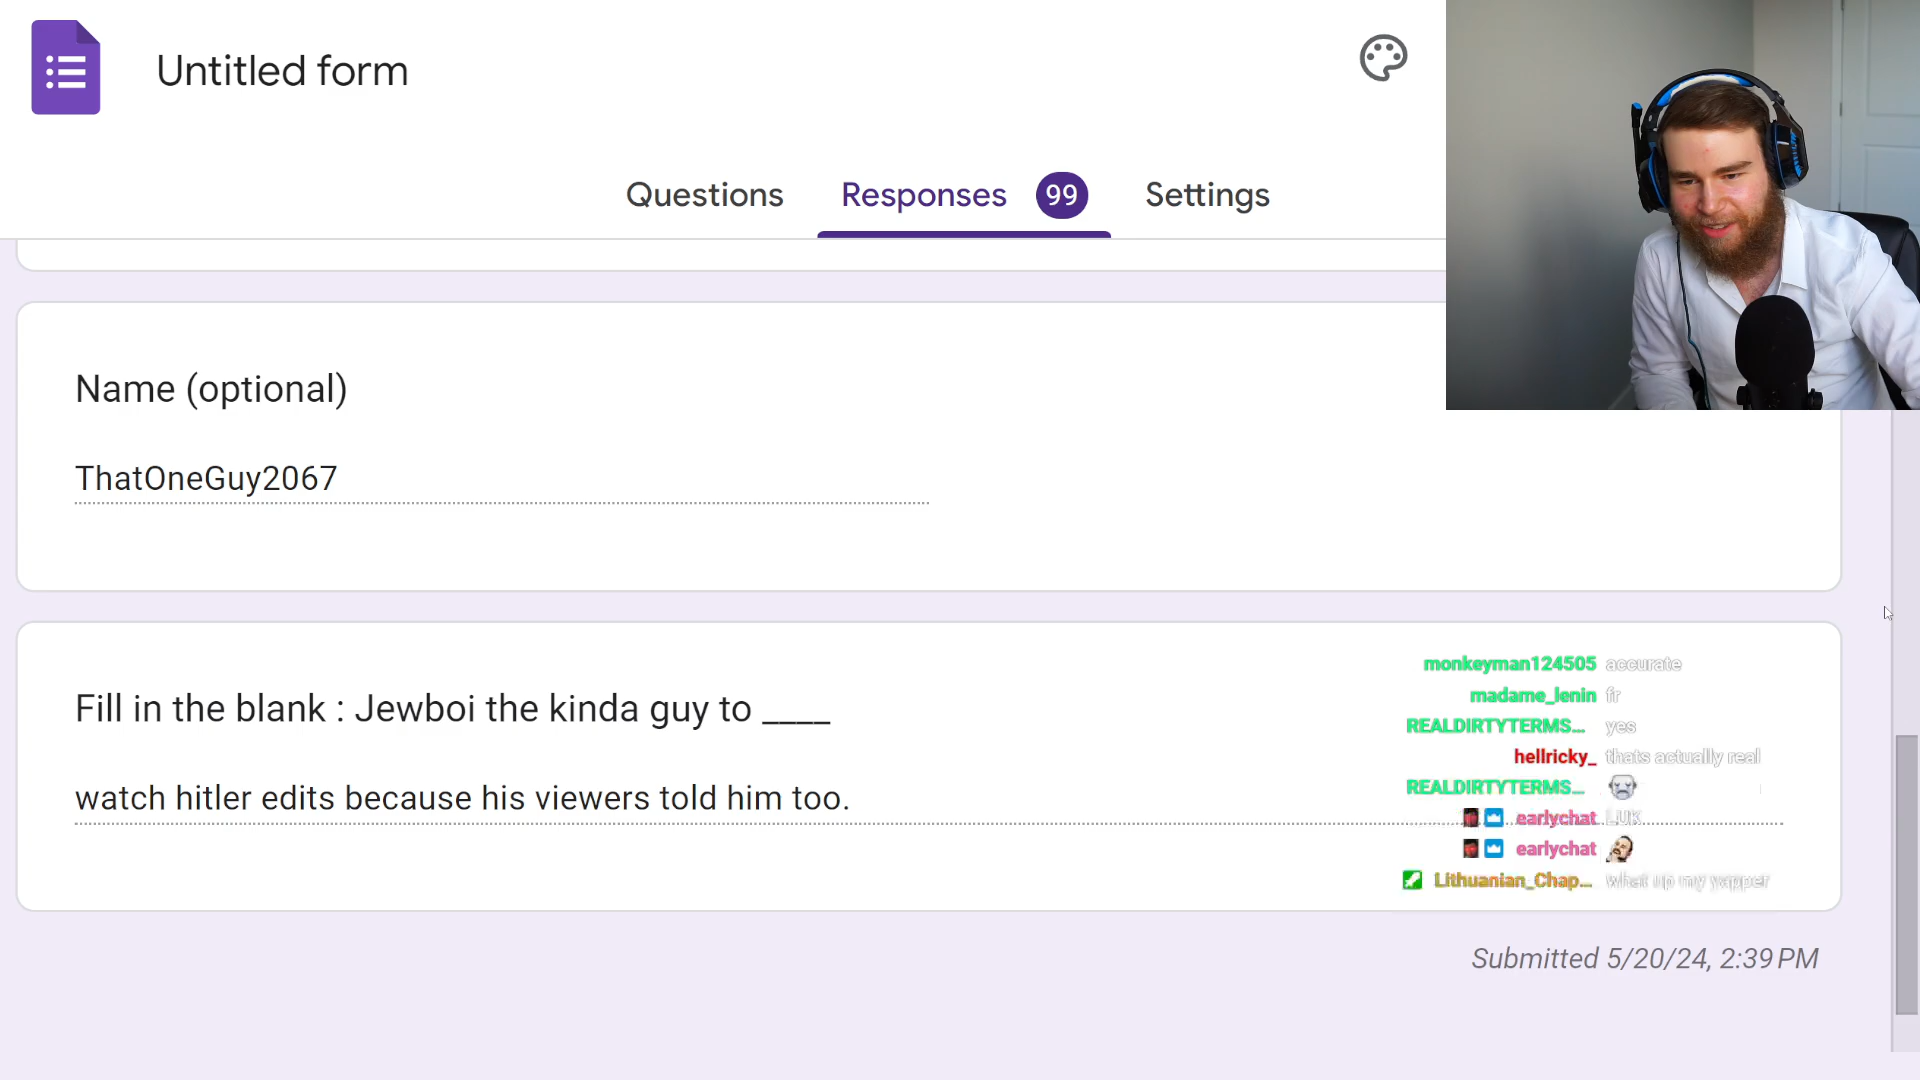 Untitled form
Questions Responses 99 Settings
Name (optional)
ThatOneGuy2067
Fill in the blank : Jewboi the kinda guy to ____
watch hitler edits because his viewers told him too.
monkeyman124505 accurate
madame_lenin fr
REALDIRTYTERMS... yes
hellricky_ thats actually real
REALDIRTYTERMS...
earlychat LUK
earlychat
Lithuanian_Chap... what up my yapper
Submitted 5/20/24, 2:39 PM